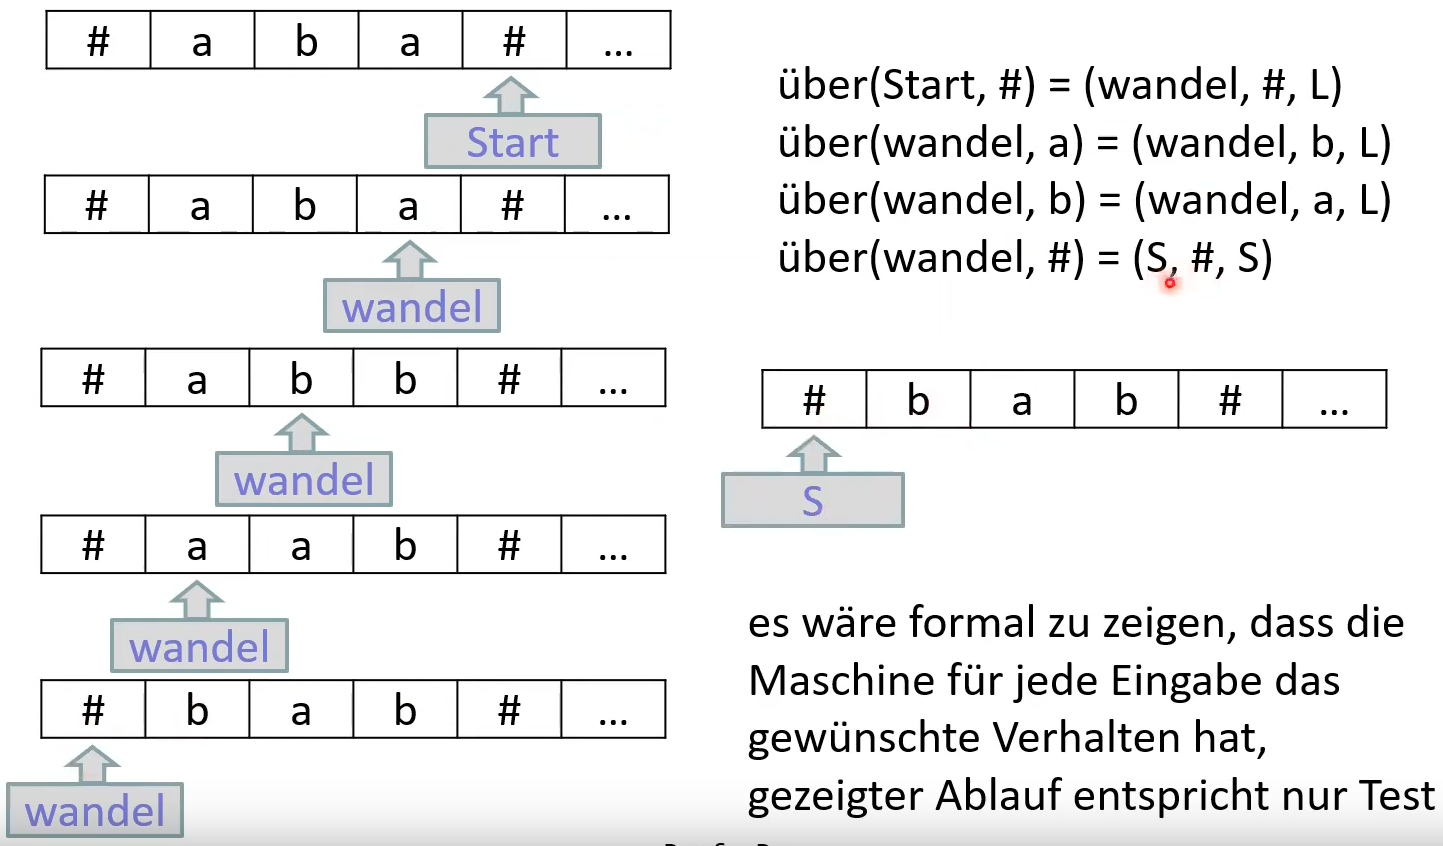 # a b a # ...
Start
# a b a # ...
wandel
# a b b # ...
wandel
# a a b # ...
wandel
# b a b # ...
wandel
über(Start, #) = (wandel, #, L)
über(wandel, a) = (wandel, b, L)
über(wandel, b) = (wandel, a, L)
über(wandel, #) = (S, #, S)
# b a b # ...
S
es wäre formal zu zeigen, dass die
Maschine für jede Eingabe das
gewünschte Verhalten hat,
gezeigter Ablauf entspricht nur Test